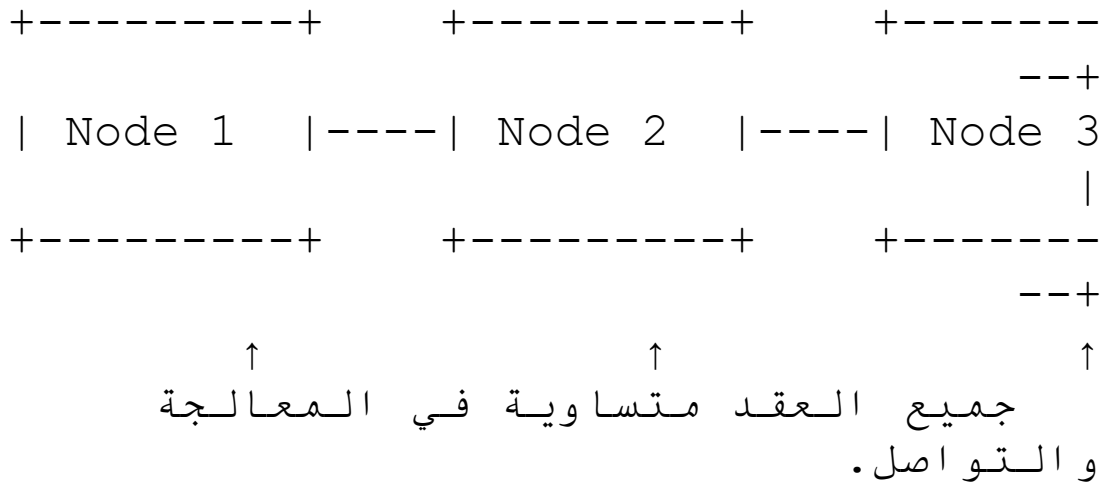 +---------+    +---------+    +-------
--+
| Node 1  |----| Node 2  |----| Node 3
|
+---------+    +---------+    +-------
--+
↑ ↑ ↑
جميع العقد متساوية في المعالجة
والتواصل.